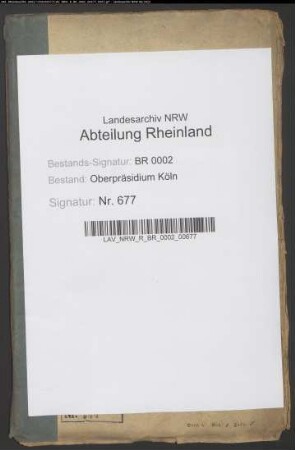 Landesarchiv NRW
Abteilung Rheinland
Bestands-Signatur: BR 0002
Bestand: Oberpräsidium Köln
Signatur: Nr. 677
LAV_NRW_R_BR_0002_00677